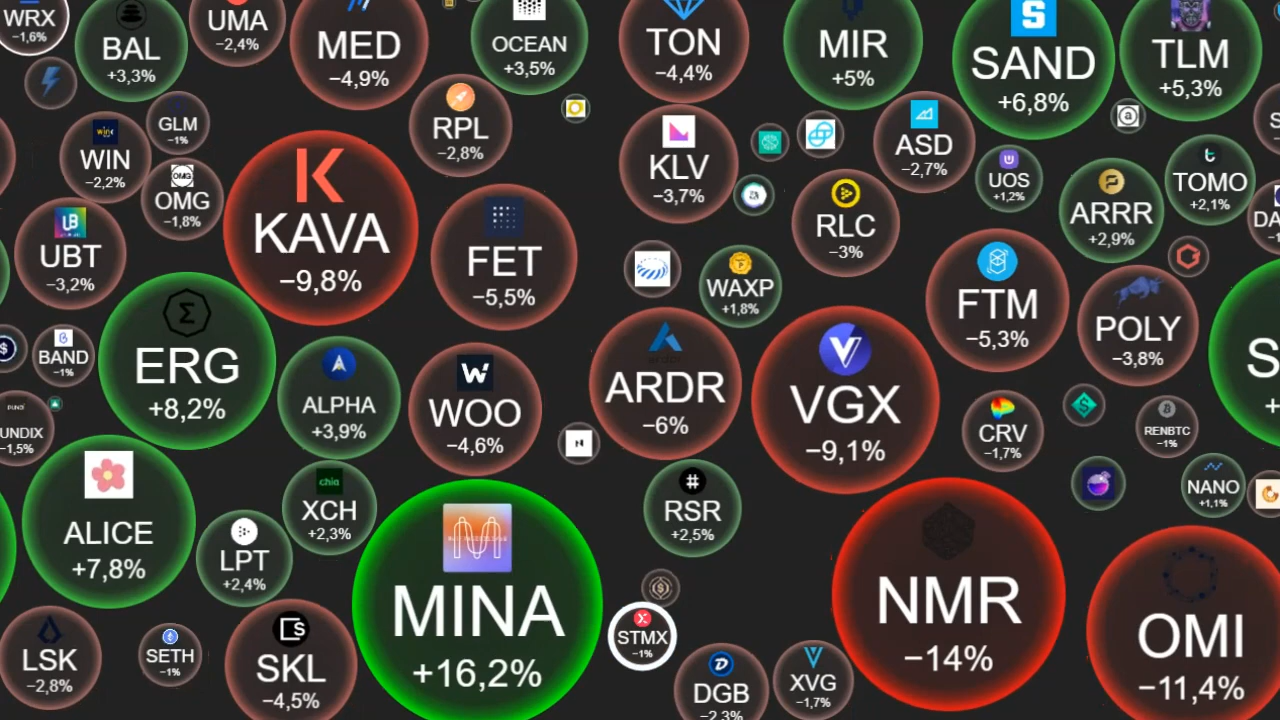 WRX
−1,6%
BAL
+3,3%
UMA
−2,4%
MED
−4,9%
OCEAN
+3,5%
TON
−4,4%
MIR
+5%
SAND
+6,8%
TLM
+5,3%
GLM
−1%
WIN
−2,2%
OMG
−1,8%
RPL
−2,8%
KLV
−3,7%
ASD
−2,7%
UOS
+1,2%
TOMO
+2,1%
ARRR
+2,9%
UBT
−3,2%
KAVA
−9,8%
FET
−5,5%
RLC
−3%
WAXP
+1,8%
FTM
−5,3%
POLY
−3,8%
BAND
−1%
ERG
+8,2%
ALPHA
+3,9%
WOO
−4,6%
ARDR
−6%
VGX
−9,1%
CRV
−1,7%
RENBTC
−1%
UNDIX
−1,5%
ALICE
+7,8%
chia
XCH
+2,3%
LPT
+2,4%
RSR
+2,5%
NANO
+1,1%
MINA
+16,2%
NMR
−14%
OMI
−11,4%
LSK
−2,8%
SETH
−1%
SKL
−4,5%
STMX
−1%
DGB
−2,3%
XVG
−1,7%